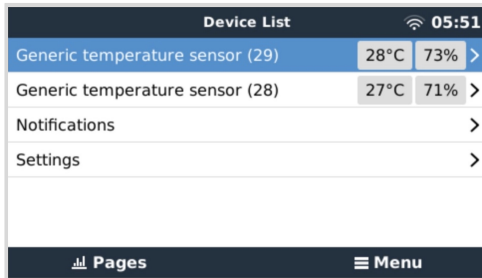 Device List 05:51
Generic temperature sensor (29) 28°C 73%
Generic temperature sensor (28) 27°C 71%
Notifications
Settings
Pages Menu